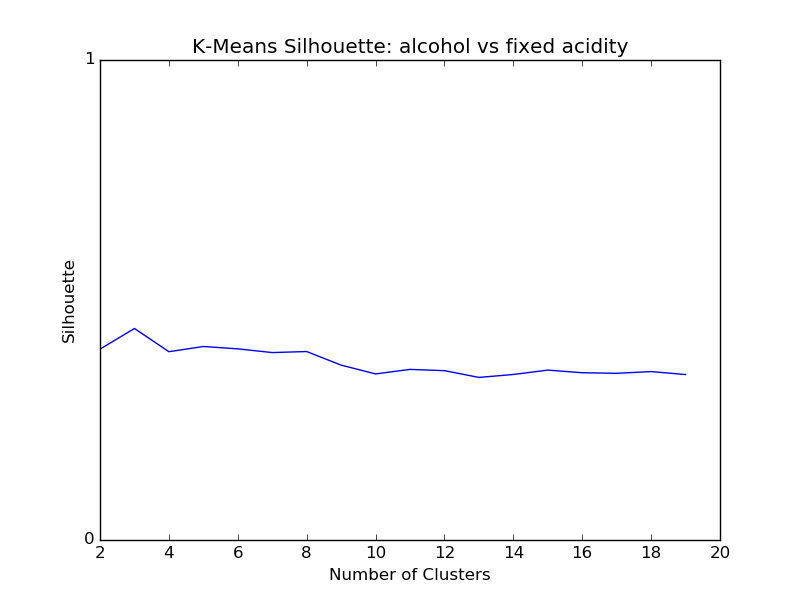 K-Means Silhouette: alcohol vs fixed acidity
1
Silhouette
0
2 4 6 8 10 12 14 16 18 20
Number of Clusters